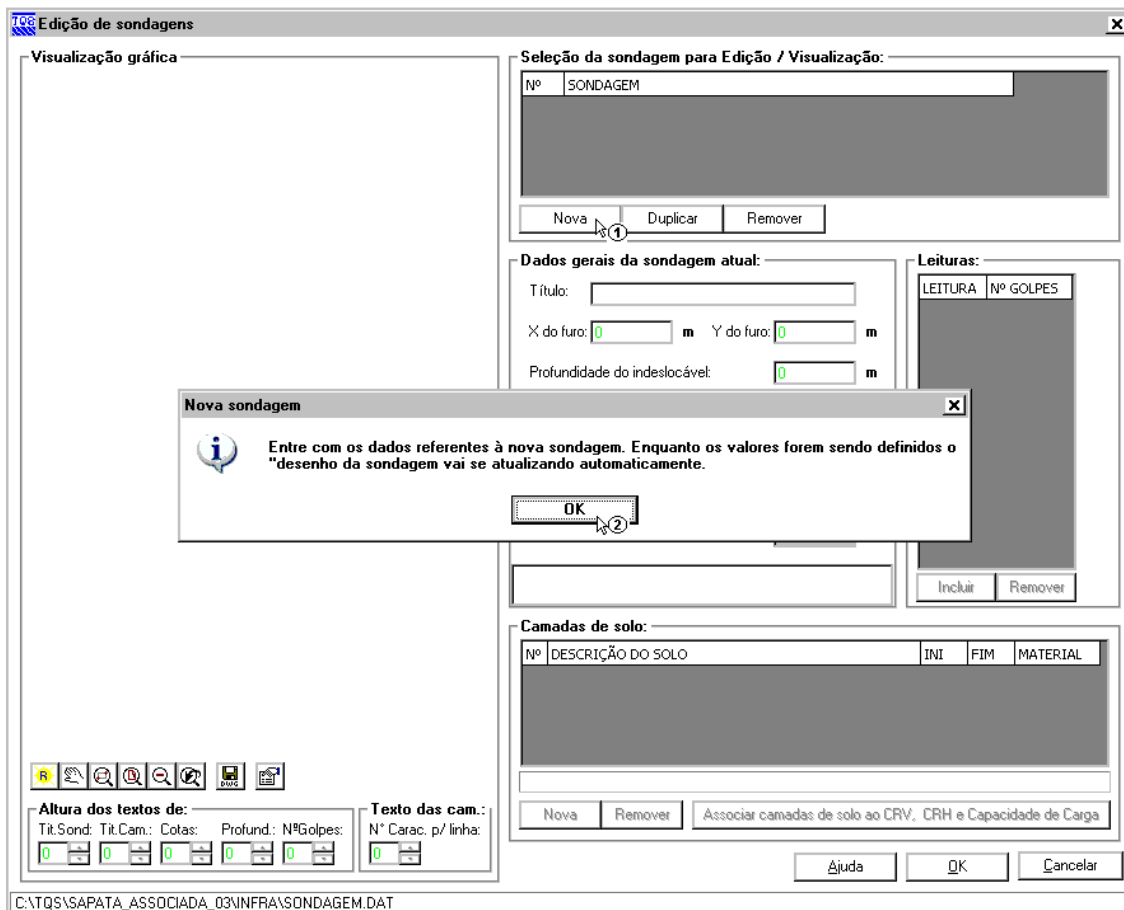 TQS Edição de sondagens
Visualização gráfica
Seleção da sondagem para Edição / Visualização:
Nº SONDAGEM
Nova Duplicar Remover
1
Dados gerais da sondagem atual:
Título:
X do furo: 0 m Y do furo: 0 m
Profundidade do indeslocável: 0 m
Leituras:
LEITURA Nº GOLPES
Nova sondagem
Entre com os dados referentes à nova sondagem. Enquanto os valores forem sendo definidos o
"desenho da sondagem vai se atualizando automaticamente.
OK
2
Incluir Remover
Camadas de solo:
Nº DESCRIÇÃO DO SOLO INI FIM MATERIAL
R DWG
Altura dos textos de:
Tit.Sond: Tit.Cam.: Cotas: Profund.: NºGolpes:
0 0 0 0 0
Texto das cam.:
N° Carac. p/ linha:
0
Nova Remover Associar camadas de solo ao CRV, CRH e Capacidade de Carga
Ajuda OK Cancelar
C:\TQS\SAPATA_ASSOCIADA_03\INFRA\SONDAGEM.DAT